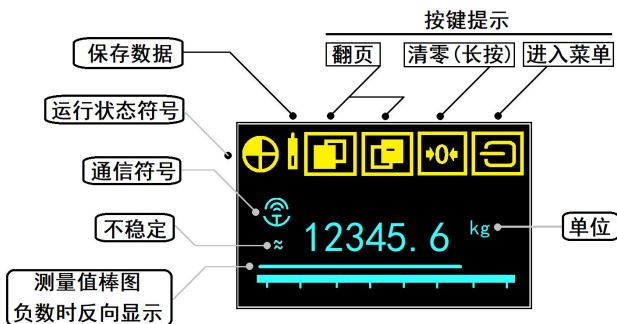 按键提示
保存数据
翻页
清零(长按)
进入菜单
运行状态符号
→0←
通信符号
不稳定
≈
12345.6
kg
单位
测量值棒图
负数时反向显示